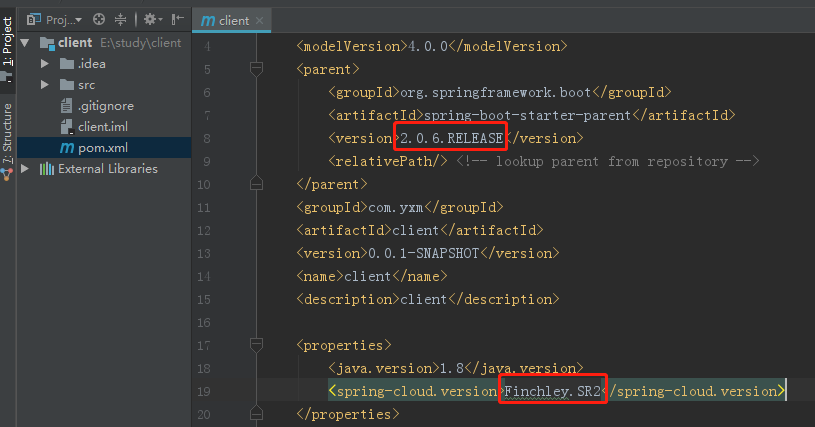 1: Project
7: Structure
Proj...
client E:\study\client
.idea
src
.gitignore
client.iml
pom.xml
External Libraries
client
4 <modelVersion>4.0.0</modelVersion>
5 <parent>
6 <groupId>org.springframework.boot</groupId>
7 <artifactId>spring-boot-starter-parent</artifactId>
8 <version>2.0.6.RELEASE</version>
9 <relativePath/> <!-- lookup parent from repository -->
10 </parent>
11 <groupId>com.yxm</groupId>
12 <artifactId>client</artifactId>
13 <version>0.0.1-SNAPSHOT</version>
14 <name>client</name>
15 <description>client</description>
16
17 <properties>
18 <java.version>1.8</java.version>
19 <spring-cloud.version>Finchley.SR2</spring-cloud.version>
20 </properties>